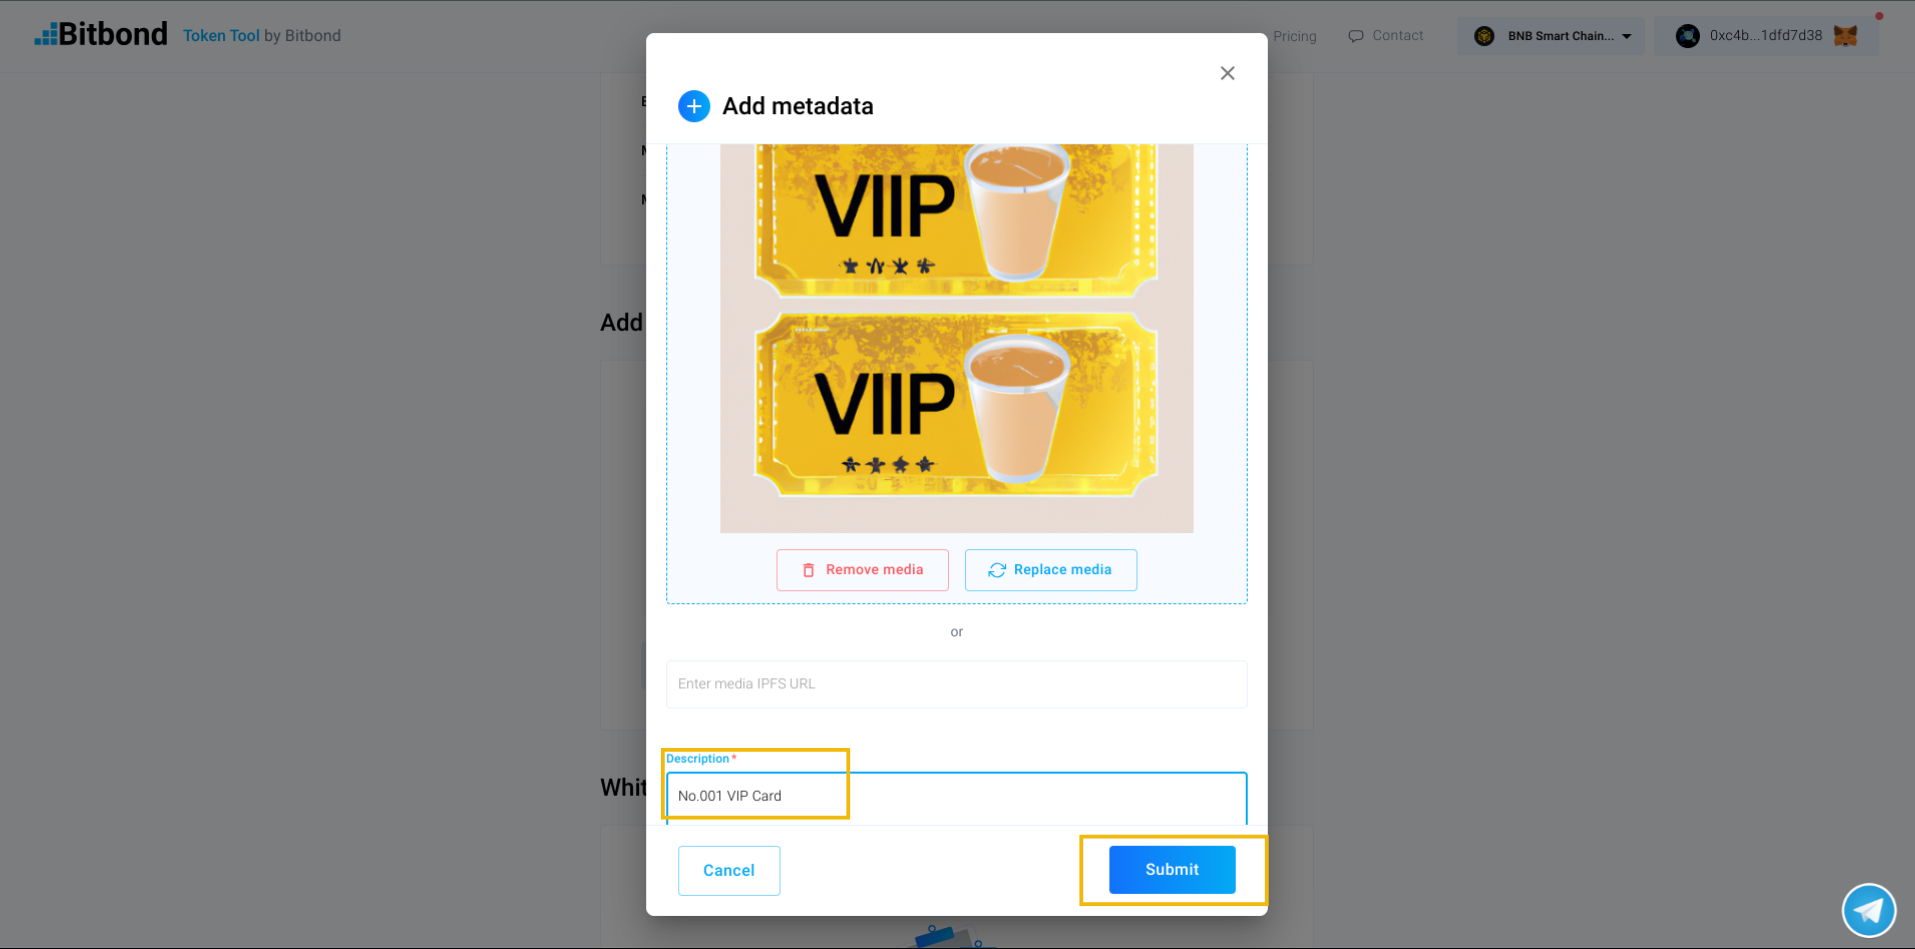 Bitbond Token Tool by Bitbond
Pricing
Contact
BNB Smart Chain...
0xc4b...1dfd7d38
Add metadata
VIIP
VIIP
Remove media
Replace media
or
Enter media IPFS URL
Description *
No.001 VIP Card
Cancel
Submit
Add
Whit